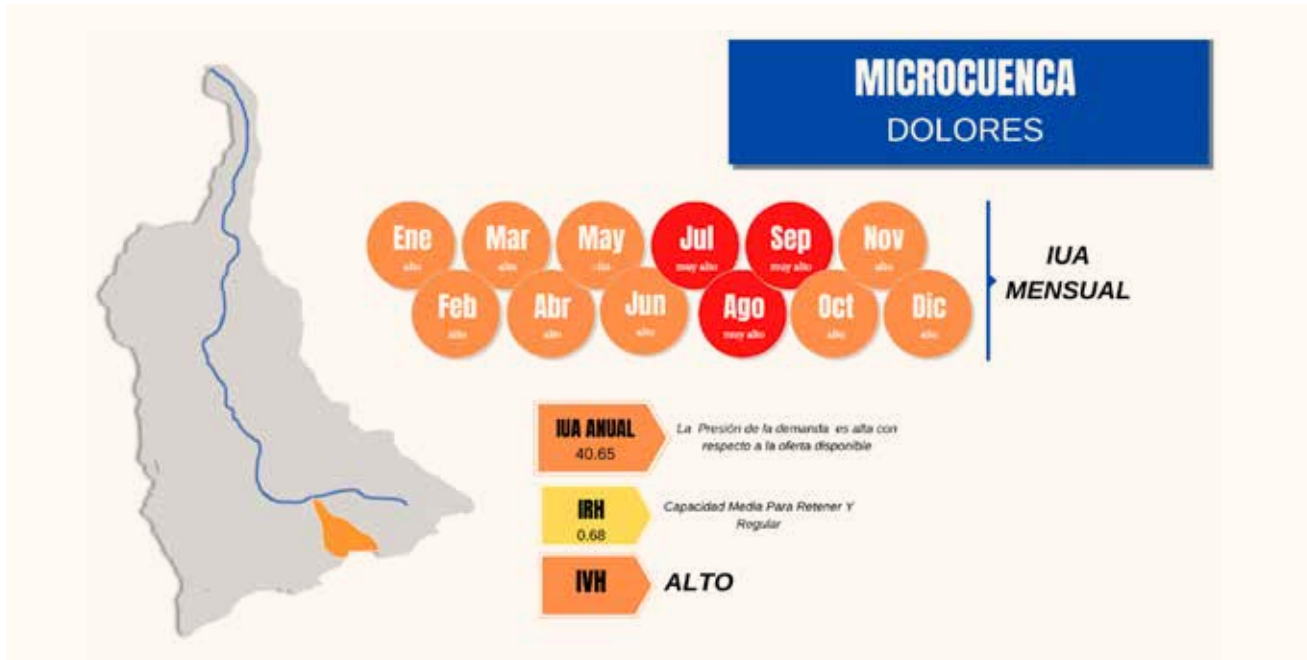 MICROCUENCA
DOLORES
Ene
alto
Mar
alto
May
alto
Jul
muy alto
Sep
muy alto
Nov
alto
Feb
alto
Abr
alto
Jun
alto
Ago
muy alto
Oct
alto
Dic
alto
IUA
MENSUAL
IUA ANUAL
40.65
La Presión de la demanda es alta con
respecto a la oferta disponible
IRH
0.68
Capacidad Media Para Retener Y
Regular
IVH
ALTO